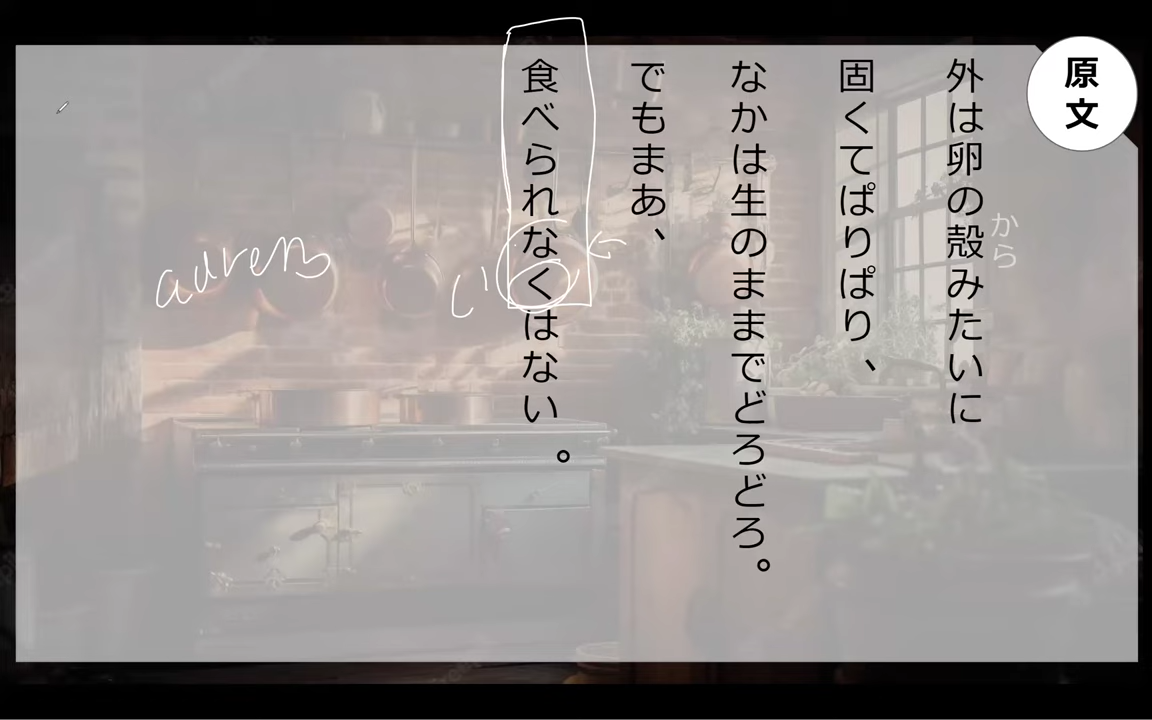 原文
外は卵の殻みたいに
から
固くてぱりぱり、
なかは生のままでどろどろ。
でもまあ、
食べられなくはない。
い